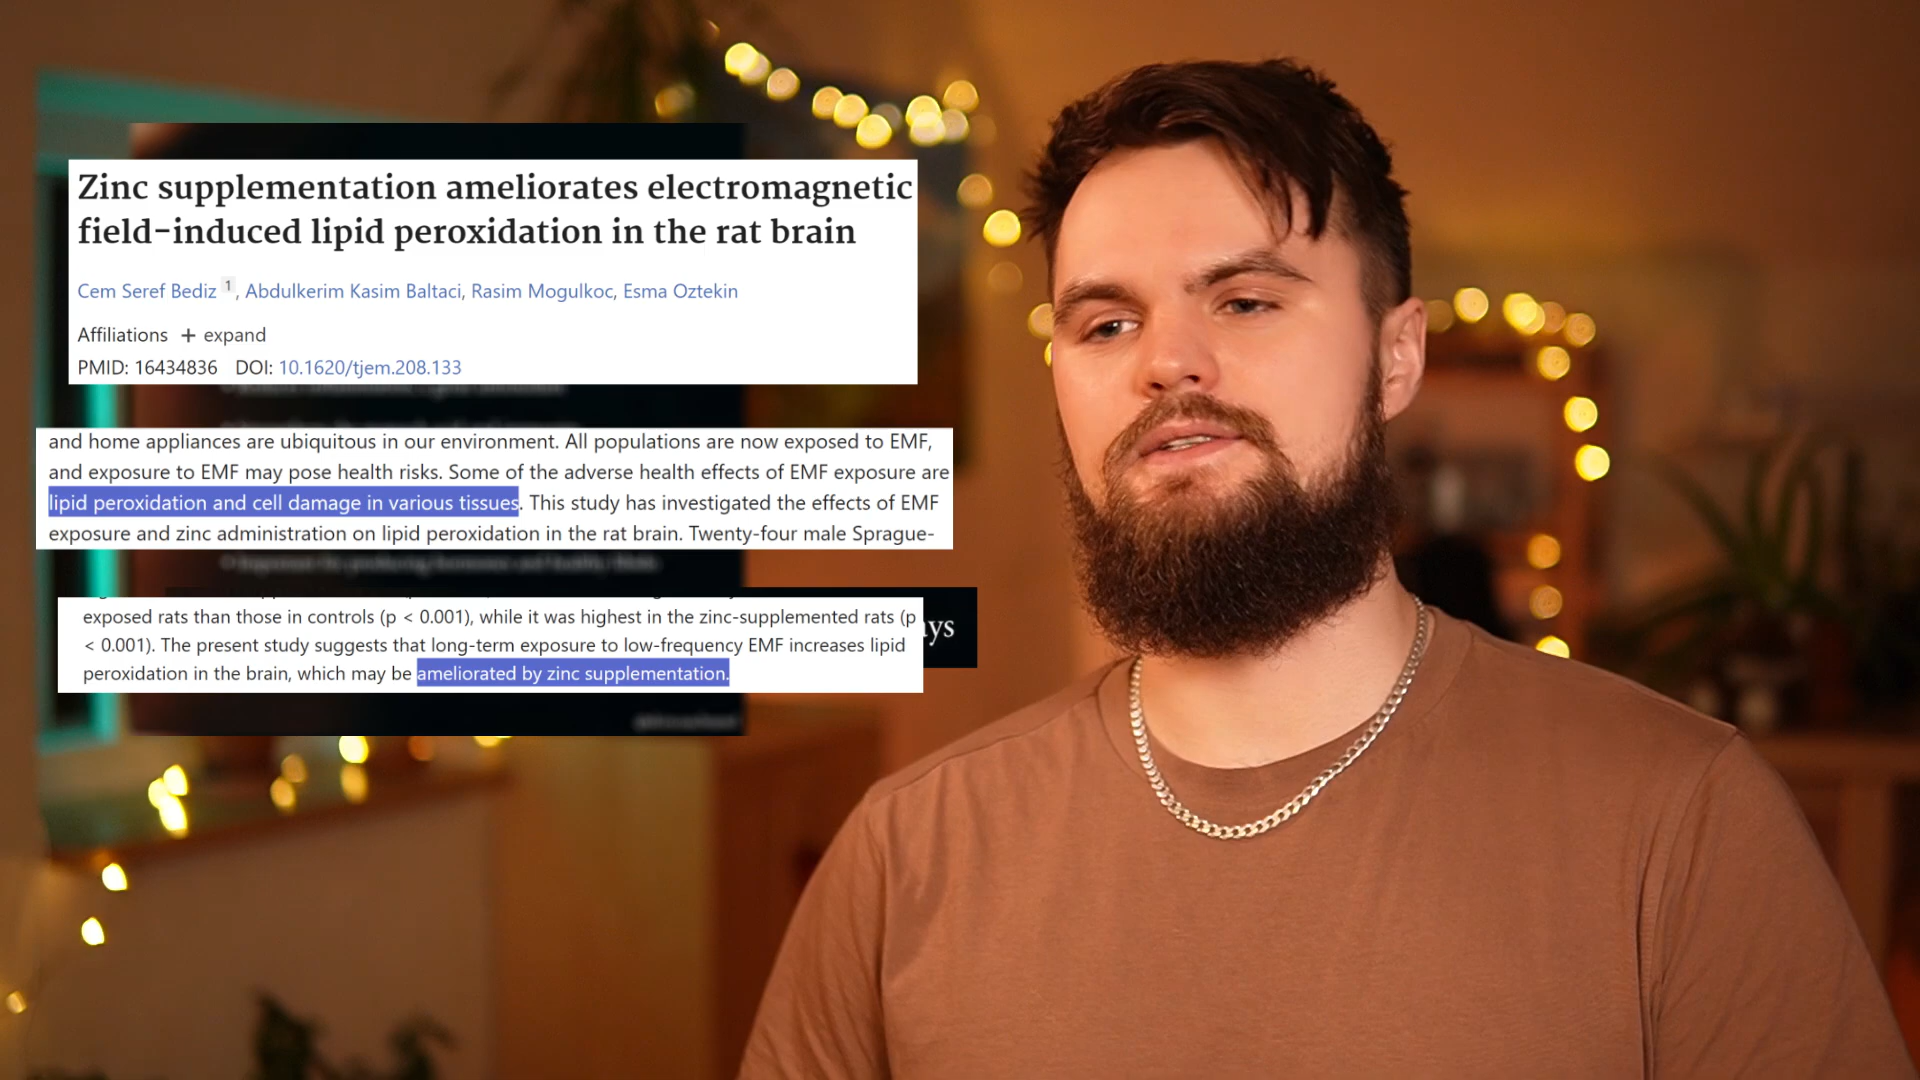 Zinc supplementation ameliorates electromagnetic
field-induced lipid peroxidation in the rat brain
Cem Seref Bediz 1, Abdulkerim Kasim Baltaci, Rasim Mogulkoc, Esma Oztekin
Affiliations + expand
PMID: 16434836 DOI: 10.1620/tjem.208.133
and home appliances are ubiquitous in our environment. All populations are now exposed to EMF,
and exposure to EMF may pose health risks. Some of the adverse health effects of EMF exposure are
lipid peroxidation and cell damage in various tissues. This study has investigated the effects of EMF
exposure and zinc administration on lipid peroxidation in the rat brain. Twenty-four male Sprague-
exposed rats than those in controls (p < 0.001), while it was highest in the zinc-supplemented rats (p
< 0.001). The present study suggests that long-term exposure to low-frequency EMF increases lipid
peroxidation in the brain, which may be ameliorated by zinc supplementation.